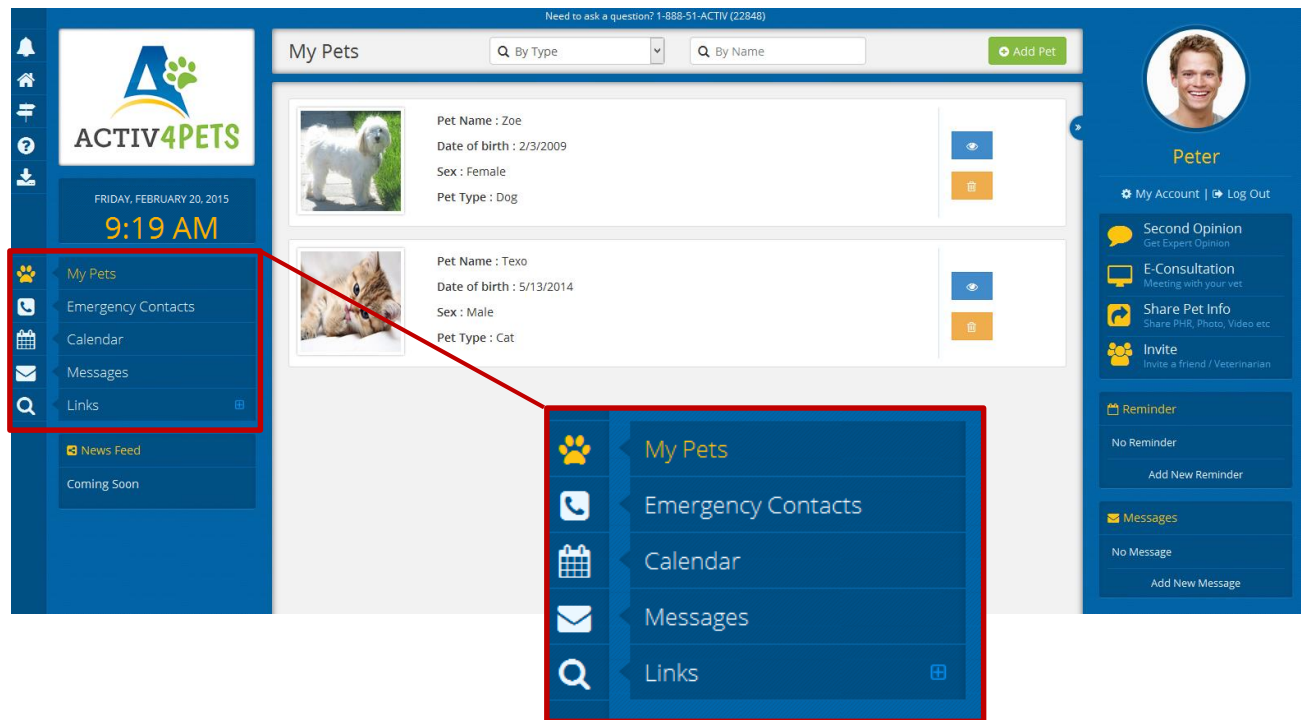 Need to ask a question? 1-888-51-ACTIV (22848)
ACTIV4PETS
FRIDAY, FEBRUARY 20, 2015
9:19 AM
My Pets
Emergency Contacts
Calendar
Messages
Links
News Feed
Coming Soon
My Pets
By Type
By Name
Add Pet
Pet Name : Zoe
Date of birth : 2/3/2009
Sex : Female
Pet Type : Dog
Pet Name : Texo
Date of birth : 5/13/2014
Sex : Male
Pet Type : Cat
Peter
My Account | Log Out
Second Opinion
Get Expert Opinion
E-Consultation
Meeting with your vet
Share Pet Info
Share PHR, Photo, Video etc
Invite
Invite a friend / Veterinarian
Reminder
No Reminder
Add New Reminder
Messages
No Message
Add New Message
My Pets
Emergency Contacts
Calendar
Messages
Links